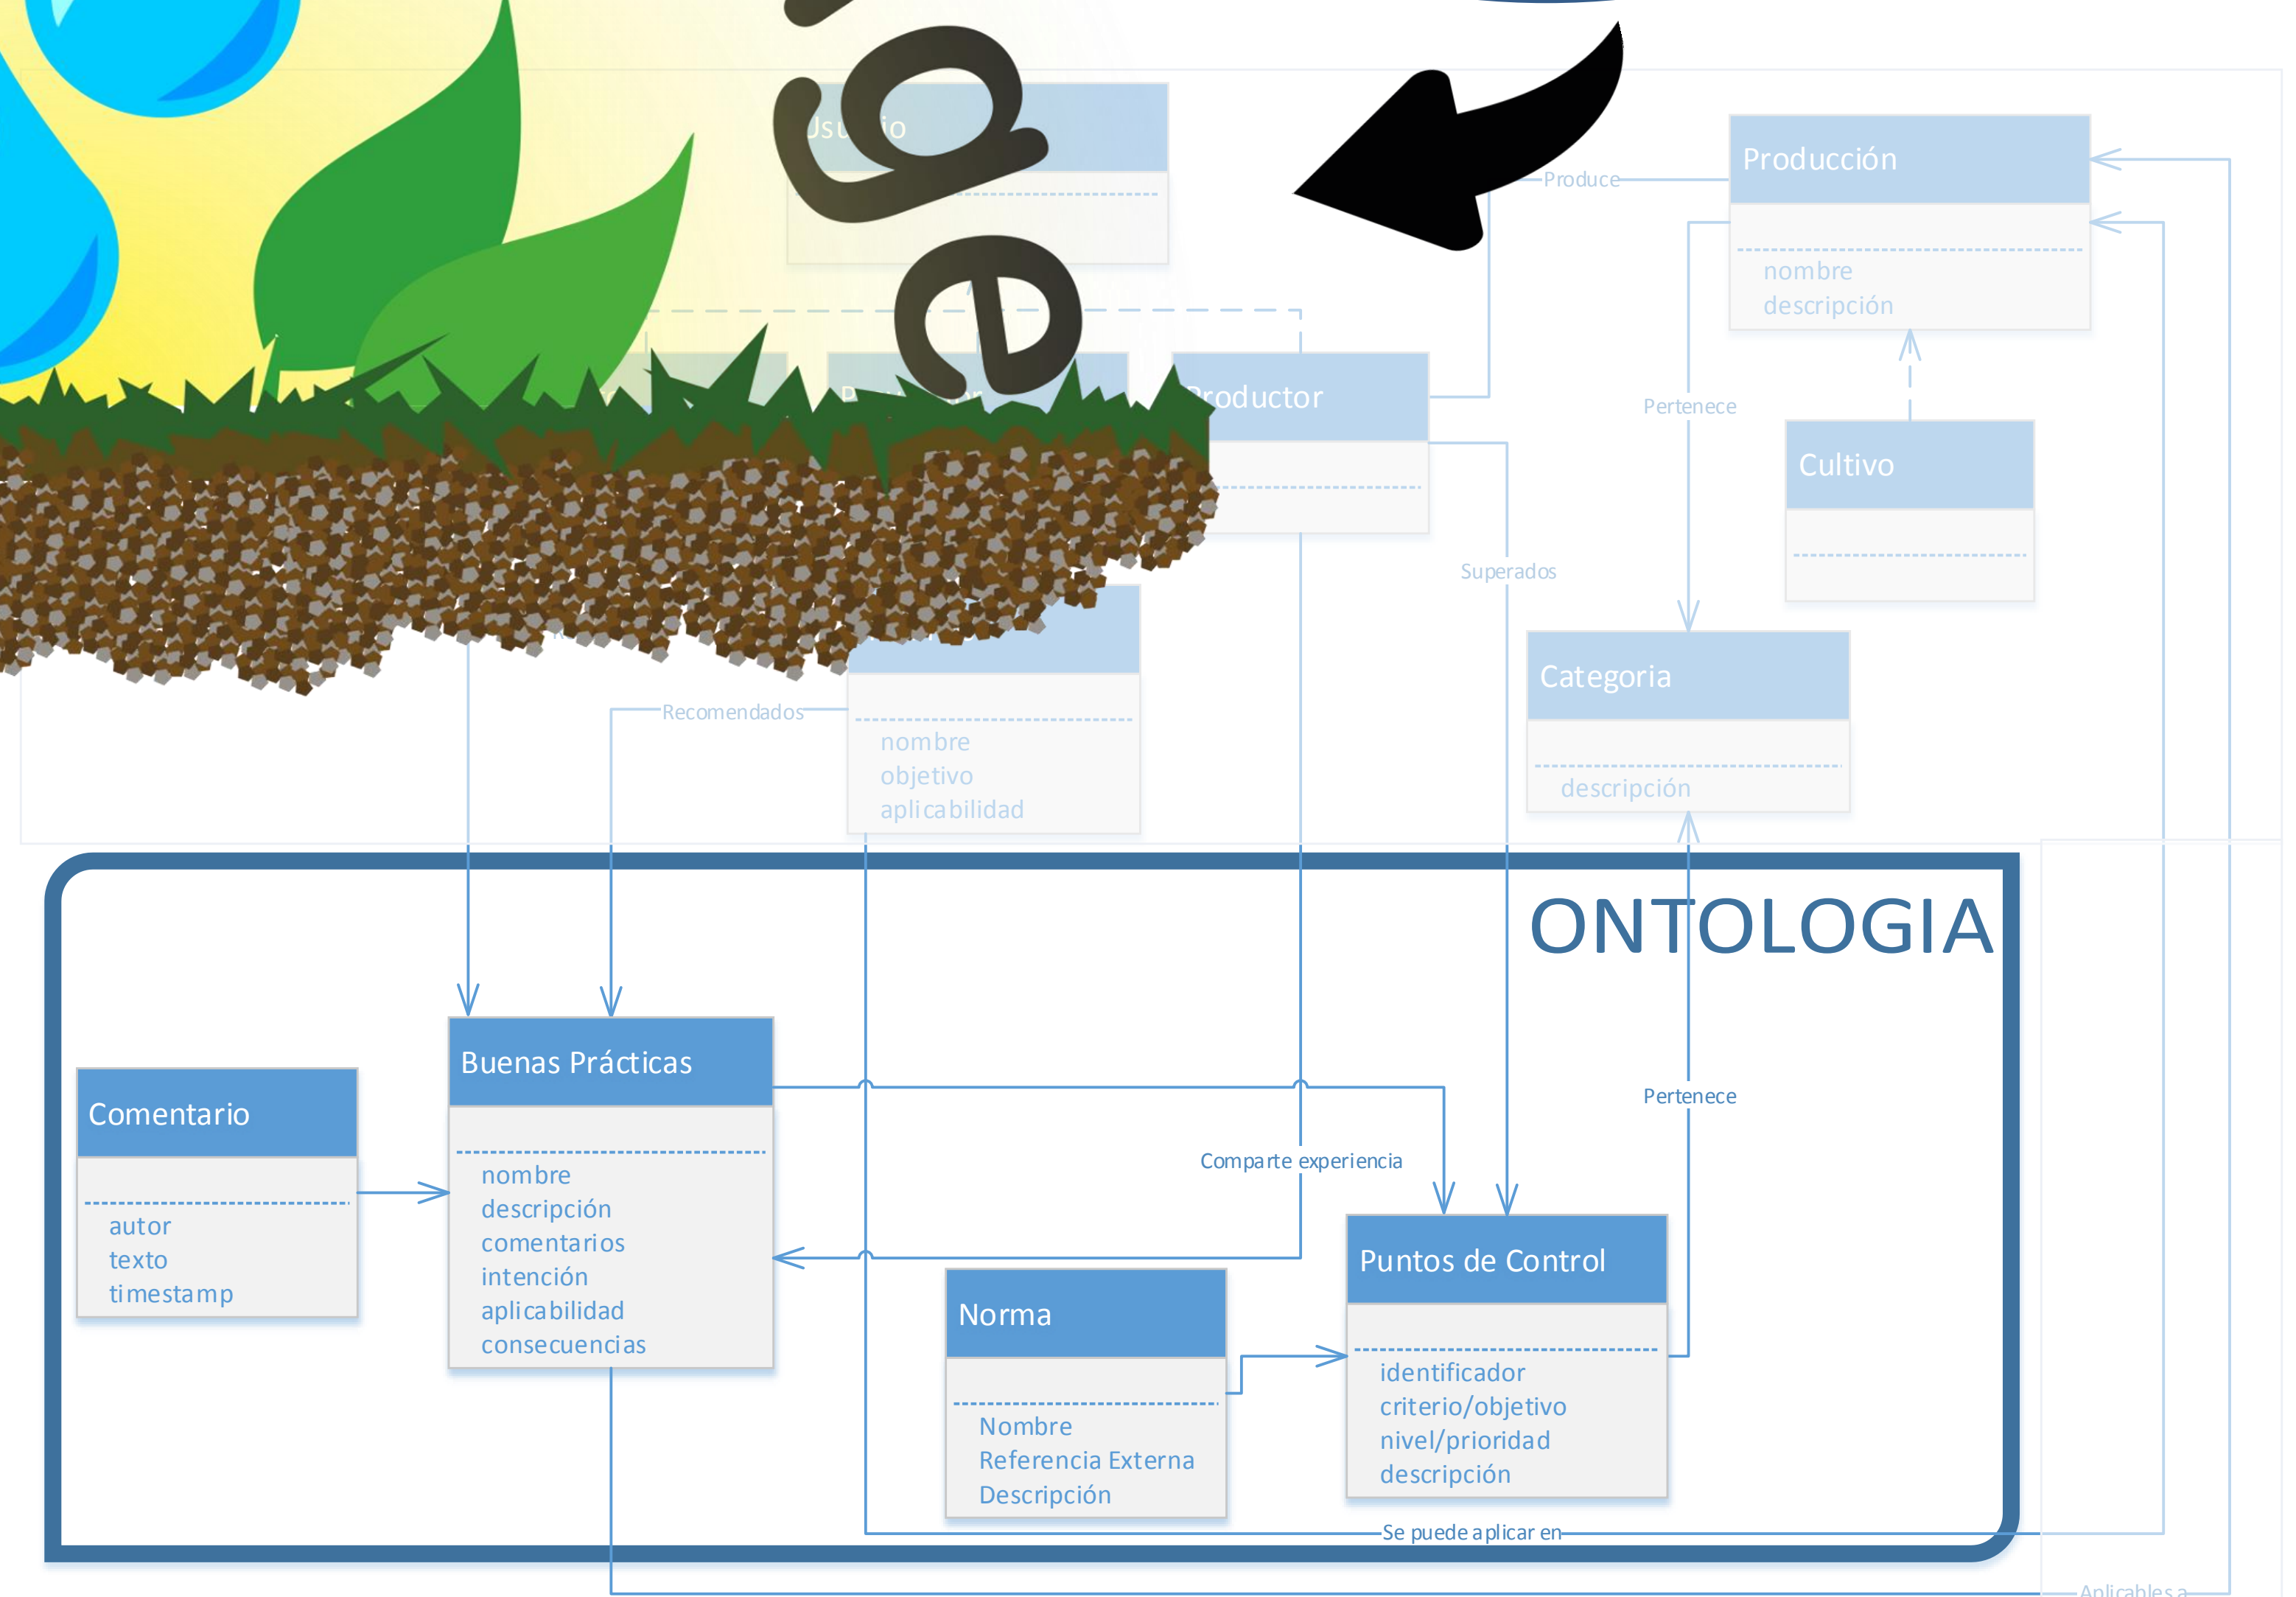 ge
Produce
Producción
nombre
descripción
Productor
Pertenece
Cultivo
Superados
Categoria
descripción
Recomendados
nombre
objetivo
aplicabilidad
ONTOLOGIA
Buenas Prácticas
nombre
descripción
comentarios
intención
aplicabilidad
consecuencias
Comentario
autor
texto
timestamp
Pertenece
Comparte experiencia
Puntos de Control
identificador
criterio/objetivo
nivel/prioridad
descripción
Norma
Nombre
Referencia Externa
Descripción
Se puede aplicar en
Aplicables a